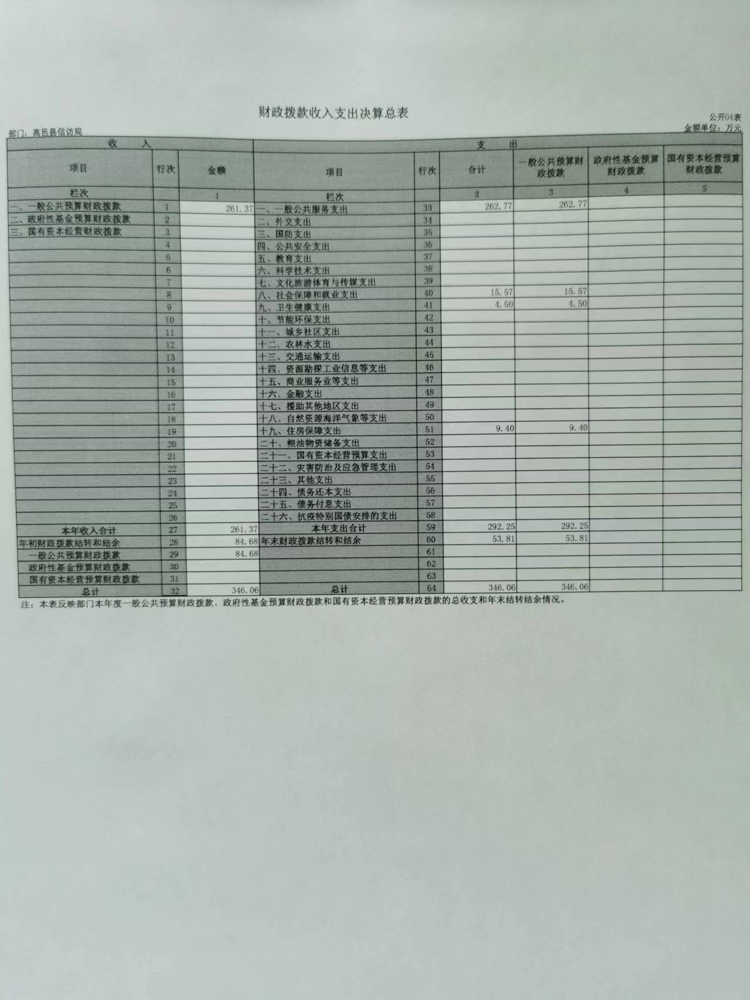 财政拨款收入支出决算总表
公开04表
部门：高邑县信访局 金额单位：万元
收 入 支 出
项目 行次 金额 项目 行次 合计 一般公共预算财政拨款 政府性基金预算财政拨款 国有资本经营预算财政拨款
栏次 1 栏次 2 3 4 5
一、一般公共预算财政拨款 1 261.37 一、一般公共服务支出 33 262.77 262.77
二、政府性基金预算财政拨款 2 二、外交支出 34
三、国有资本经营财政拨款 3 三、国防支出 35
4 四、公共安全支出 36
5 五、教育支出 37
6 六、科学技术支出 38
7 七、文化旅游体育与传媒支出 39
8 八、社会保障和就业支出 40 15.57 15.57
9 九、卫生健康支出 41 4.50 4.50
10 十、节能环保支出 42
11 十一、城乡社区支出 43
12 十二、农林水支出 44
13 十三、交通运输支出 45
14 十四、资源勘探工业信息等支出 46
15 十五、商业服务业等支出 47
16 十六、金融支出 48
17 十七、援助其他地区支出 49
18 十八、自然资源海洋气象等支出 50
19 十九、住房保障支出 51 9.40 9.40
20 二十、粮油物资储备支出 52
21 二十一、国有资本经营预算支出 53
22 二十二、灾害防治及应急管理支出 54
23 二十三、其他支出 55
24 二十四、债务还本支出 56
25 二十五、债务付息支出 57
26 二十六、抗疫特别国债安排的支出 58
本年收入合计 27 261.37 本年支出合计 59 292.25 292.25
年初财政拨款结转和结余 28 84.68 年末财政拨款结转和结余 60 53.81 53.81
一般公共预算财政拨款 29 84.68 61
政府性基金预算财政拨款 30 62
国有资本经营预算财政拨款 31 63
总计 32 346.06 总计 64 346.06 346.06
注：本表反映部门本年度一般公共预算财政拨款、政府性基金预算财政拨款和国有资本经营预算财政拨款的总收支和年末结转结余情况。